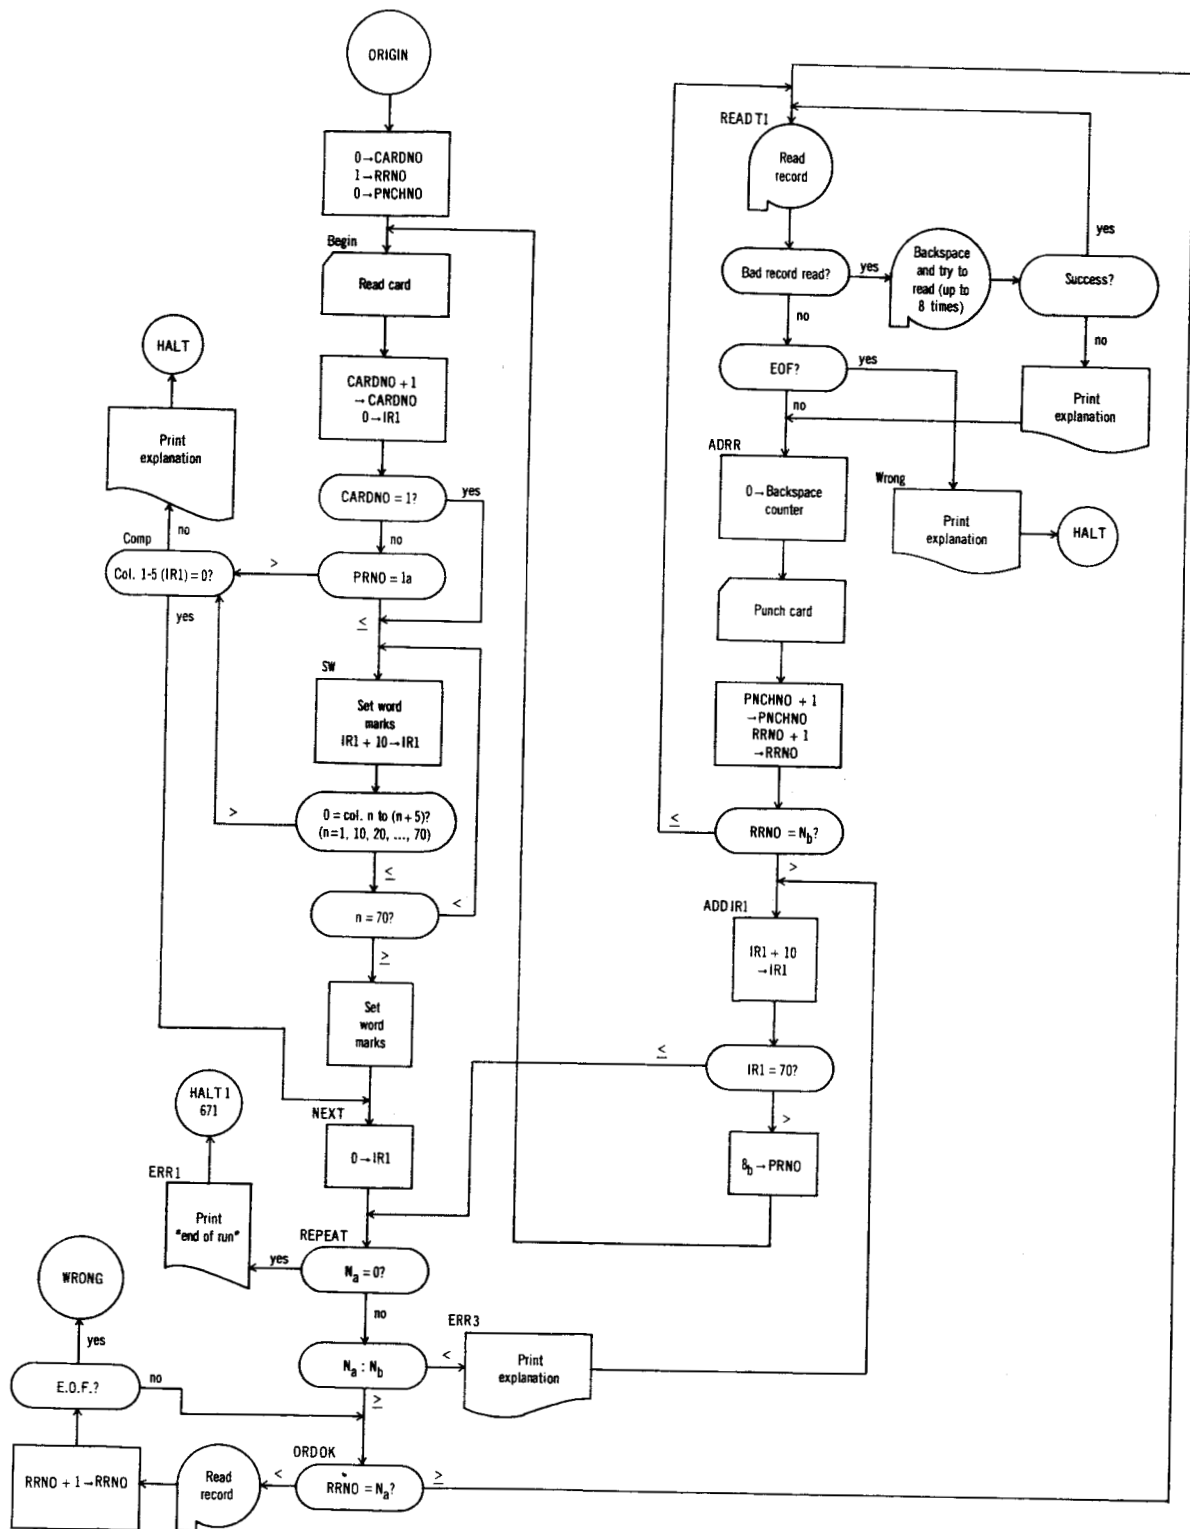 ORIGIN
0→CARDNO
1→RRNO
0→PNCHNO
Begin
Read card
CARDNO + 1
→ CARDNO
0→IR1
CARDNO = 1?
yes
no
PRNO = 1a
>
≤
HALT
Print
explanation
no
Comp
Col. 1-5 (IR1) = 0?
yes
SW
Set word
marks
IR1 + 10→IR1
>
0 = col. n to (n + 5)?
(n=1, 10, 20, ..., 70)
≤
n = 70?
<
≥
Set
word
marks
HALT 1
671
NEXT
0→IR1
ERR1
Print
"end of run"
REPEAT
yes
Na = 0?
no
WRONG
yes
E.O.F.?
no
Na : Nb
<
≥
ERR3
Print
explanation
ORDOK
RRNO = Na?
<
≥
Read
record
RRNO + 1→RRNO
READ T1
Read
record
Bad record read?
yes
Backspace
and try to
read (up to
8 times)
Success?
yes
no
no
EOF?
yes
no
Print
explanation
ADRR
0→Backspace
counter
Wrong
Print
explanation
HALT
Punch card
PNCHNO + 1
→PNCHNO
RRNO + 1
→RRNO
≤
RRNO = Nb?
>
ADD IR1
IR1 + 10
→IR1
≤
IR1 = 70?
>
8b→PRNO